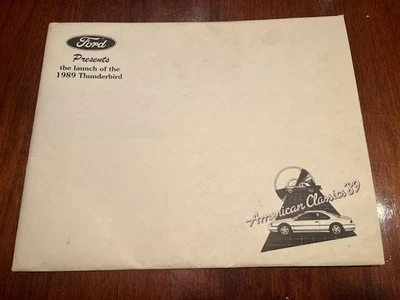 Ford
Presents
the launch of the
1989 Thunderbird
American Classics '89